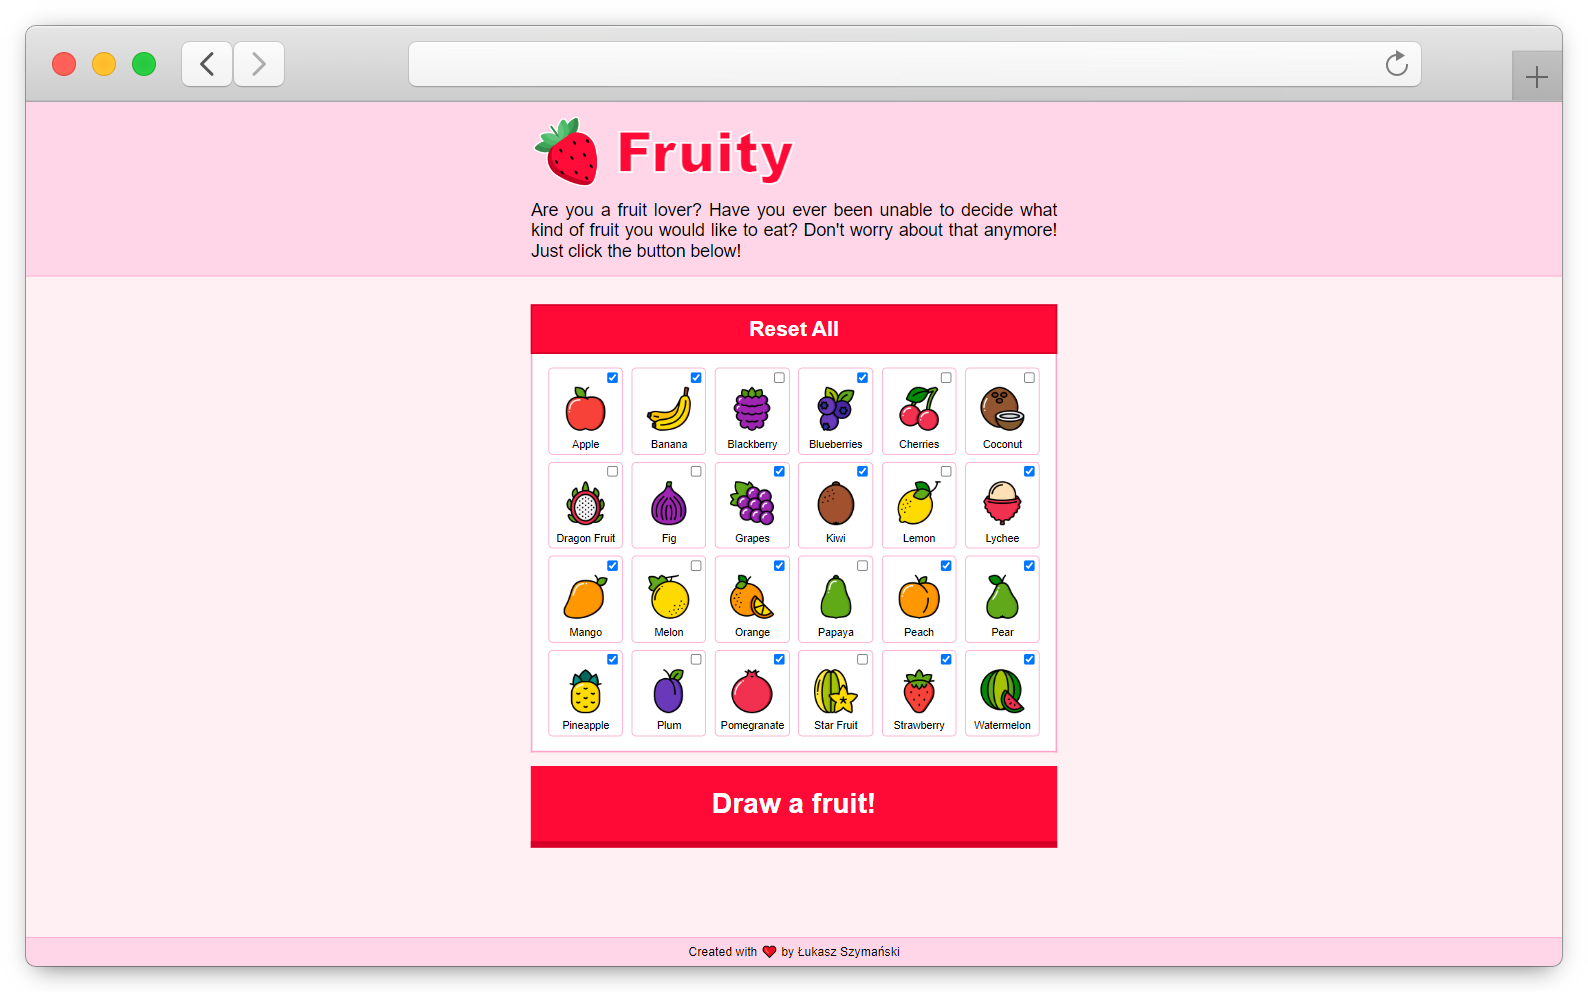 Fruity
Are you a fruit lover? Have you ever been unable to decide what
kind of fruit you would like to eat? Don't worry about that anymore!
Just click the button below!
Reset All
Apple
Banana
Blackberry
Blueberries
Cherries
Coconut
Dragon Fruit
Fig
Grapes
Kiwi
Lemon
Lychee
Mango
Melon
Orange
Papaya
Peach
Pear
Pineapple
Plum
Pomegranate
Star Fruit
Strawberry
Watermelon
Draw a fruit!
Created with ❤ by Łukasz Szymański